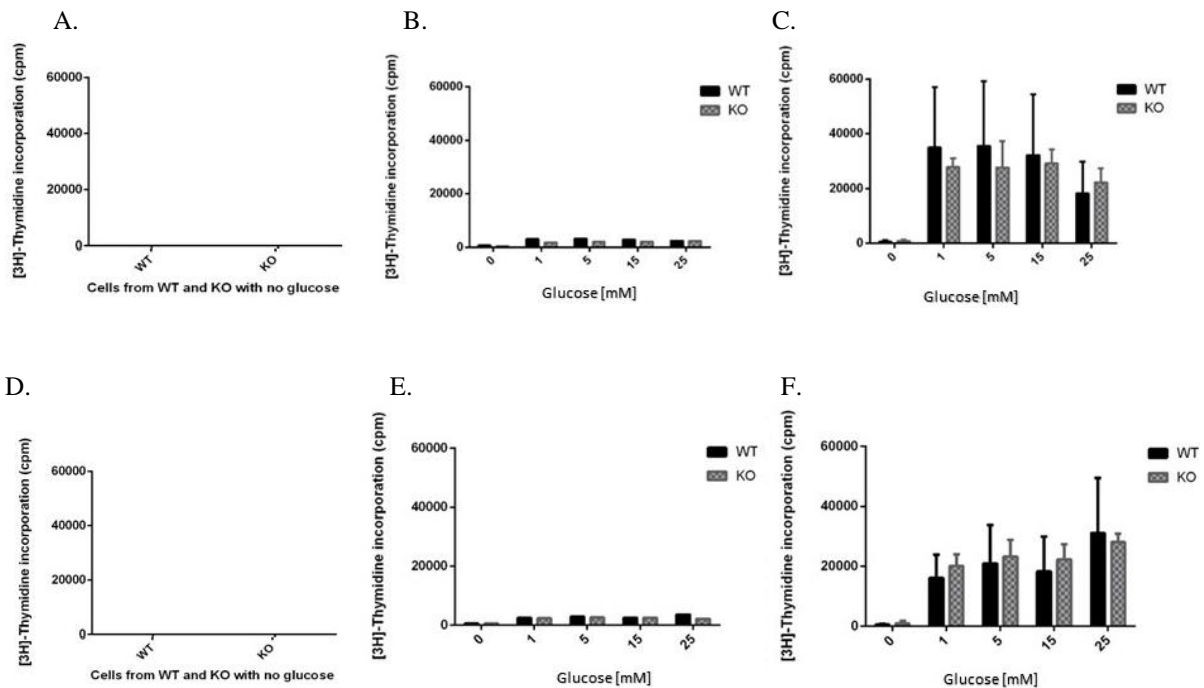 A.
[3H]-Thymidine incorporation (cpm)
60000
40000
20000
0
WT
KO
Cells from WT and KO with no glucose
B.
[3H]-Thymidine incorporation (cpm)
60000
40000
20000
0
0
1
5
15
25
Glucose [mM]
WT
KO
C.
[3H]-Thymidine incorporation (cpm)
60000
40000
20000
0
0
1
5
15
25
Glucose [mM]
WT
KO
D.
[3H]-Thymidine incorporation (cpm)
60000
40000
20000
0
WT
KO
Cells from WT and KO with no glucose
E.
[3H]-Thymidine incorporation (cpm)
60000
40000
20000
0
0
1
5
15
25
Glucose [mM]
WT
KO
F.
[3H]-Thymidine incorporation (cpm)
60000
40000
20000
0
0
1
5
15
25
Glucose [mM]
WT
KO